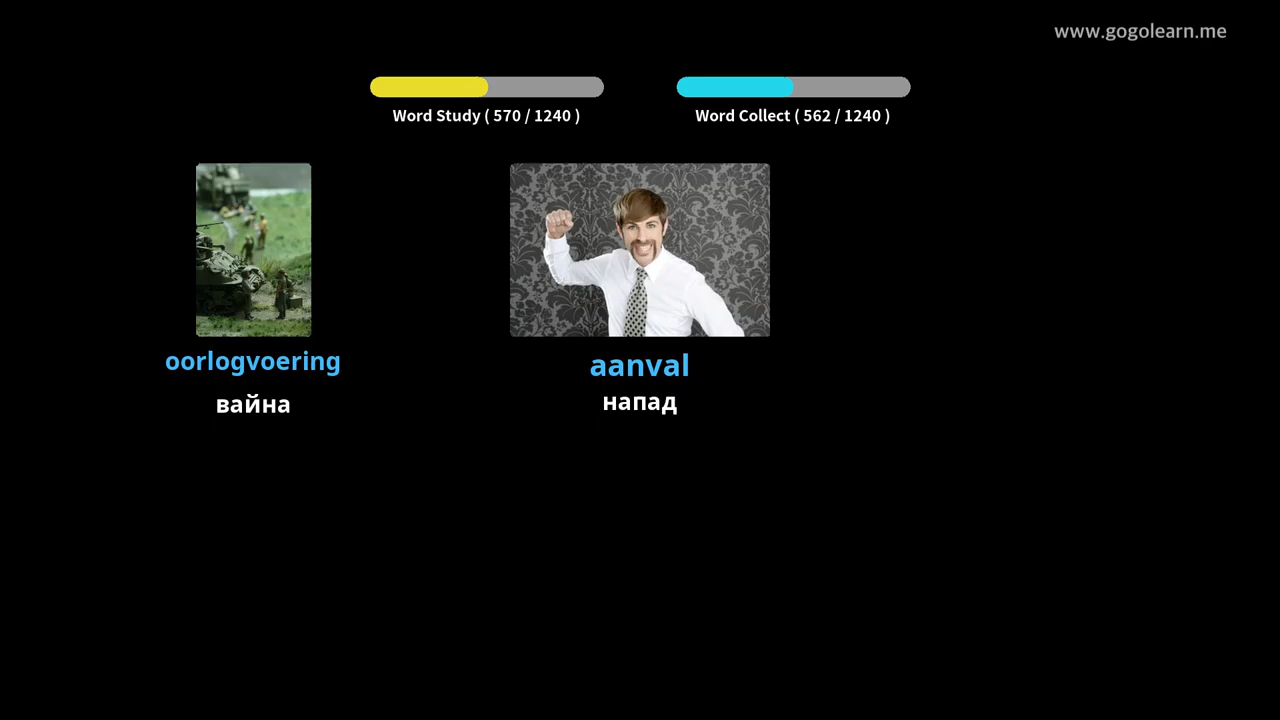 www.gogolearn.me
Word Study ( 570 / 1240 )
Word Collect ( 562 / 1240 )
oorlogvoering
вайна
aanval
напад